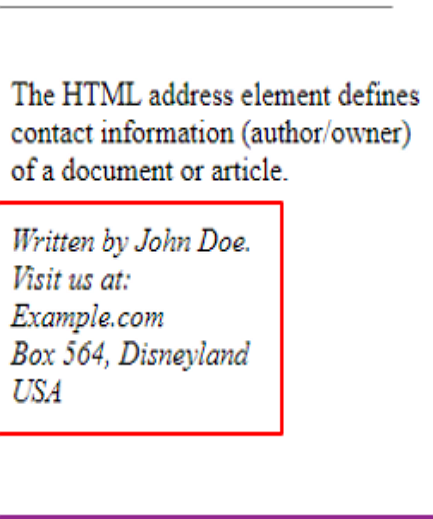 The HTML address element defines
contact information (author/owner)
of a document or article.
Written by John Doe.
Visit us at:
Example.com
Box 564, Disneyland
USA